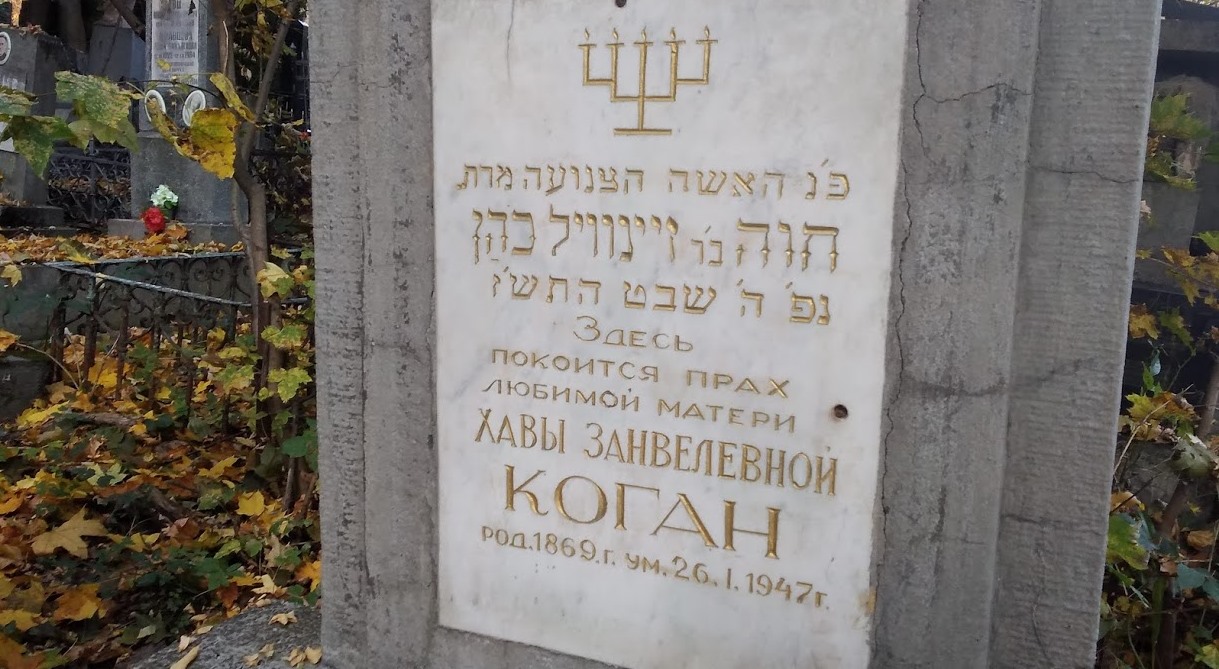 פ׳נ האשה הצנועה מרת
חוה בר׳ זיינוויל כהן
נפ׳ ה׳ שבט התש׳ז
Здесь
покоится прах
любимой матери
ХАВЫ ЗАНВЕЛЕВНОЙ
КОГАН
род.1869.г. ум.26.I.1947г.